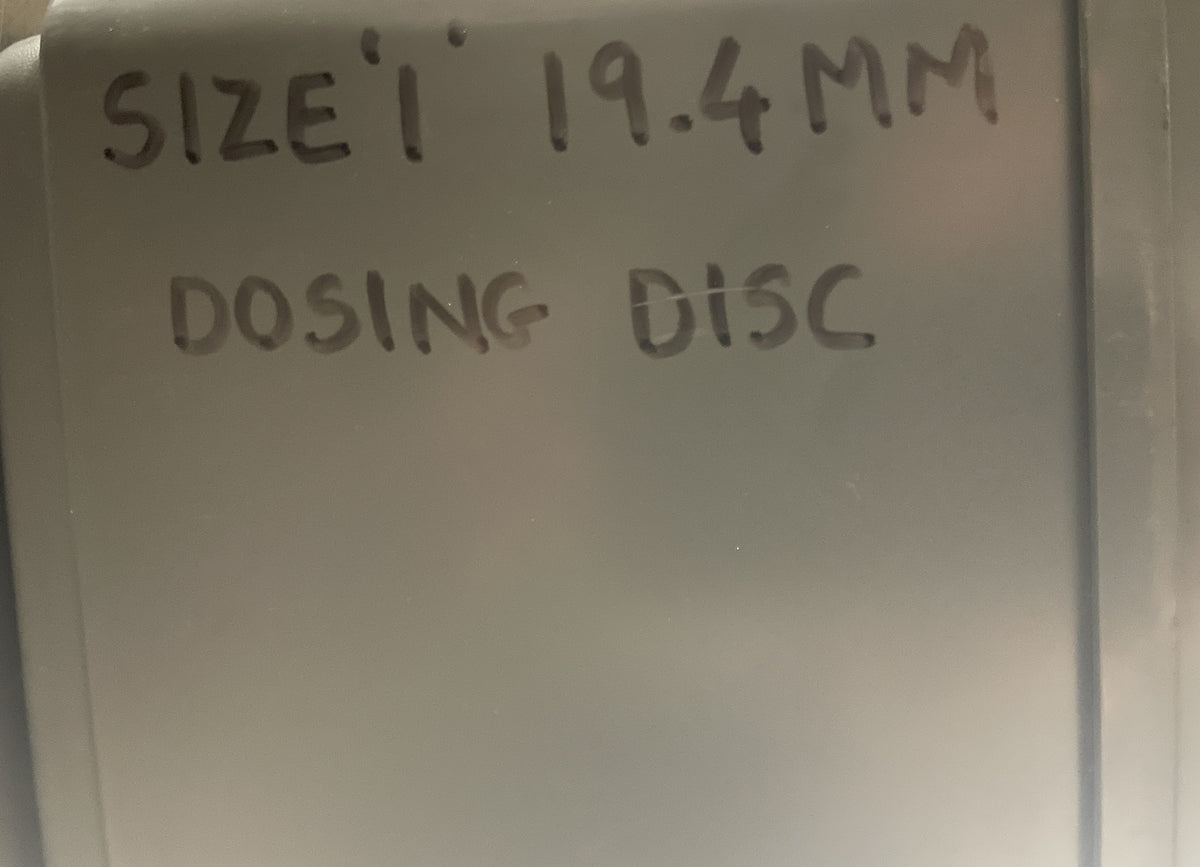 SIZE '1' 19.4MM
DOSING DISC